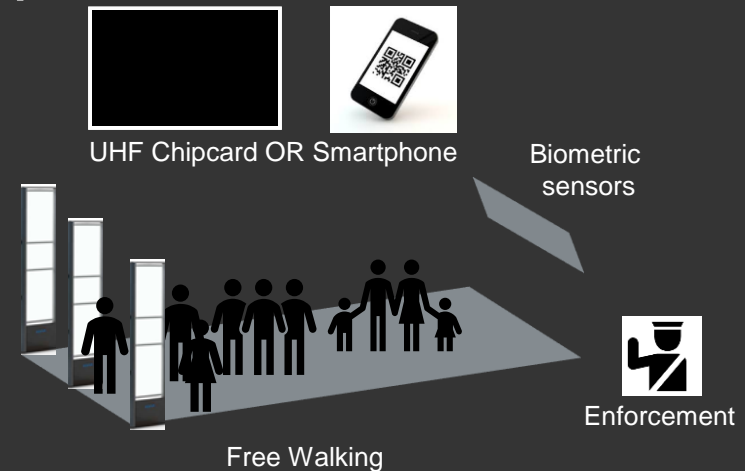 UHF Chipcard OR Smartphone
Biometric
sensors
Enforcement
Free Walking